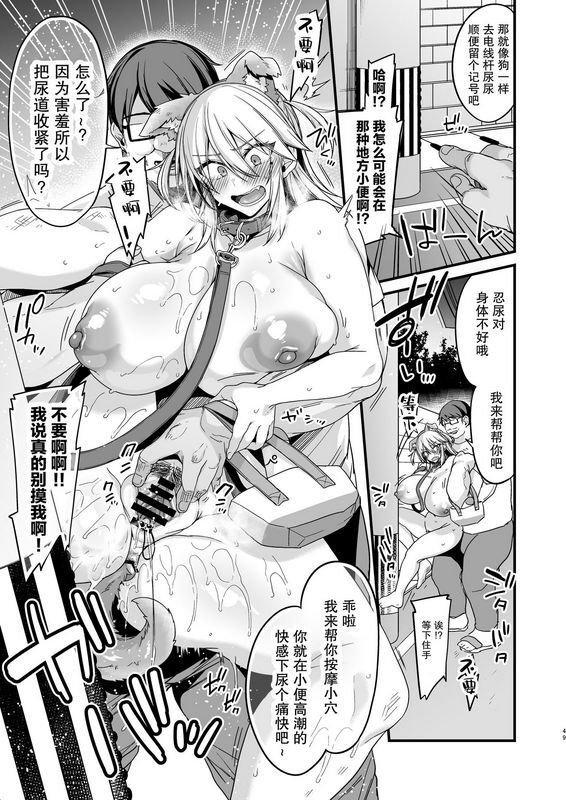 那就像狗一样
去电线杆尿尿
顺便留个记号吧
哈啊!?
我怎么可能会在
那种地方小便啊!?
ばーん
忍尿对
身体不好哦
我来帮帮你吧
等下
诶!?
等下住手
不要啊!
怎么了~?
因为害羞所以
把尿道收紧了吗?
不要啊!
不要啊啊!!
我说真的别摸我啊!
乖啦
我来帮你按摩小穴
你就在小便高潮的
快感下尿个痛快吧~
49